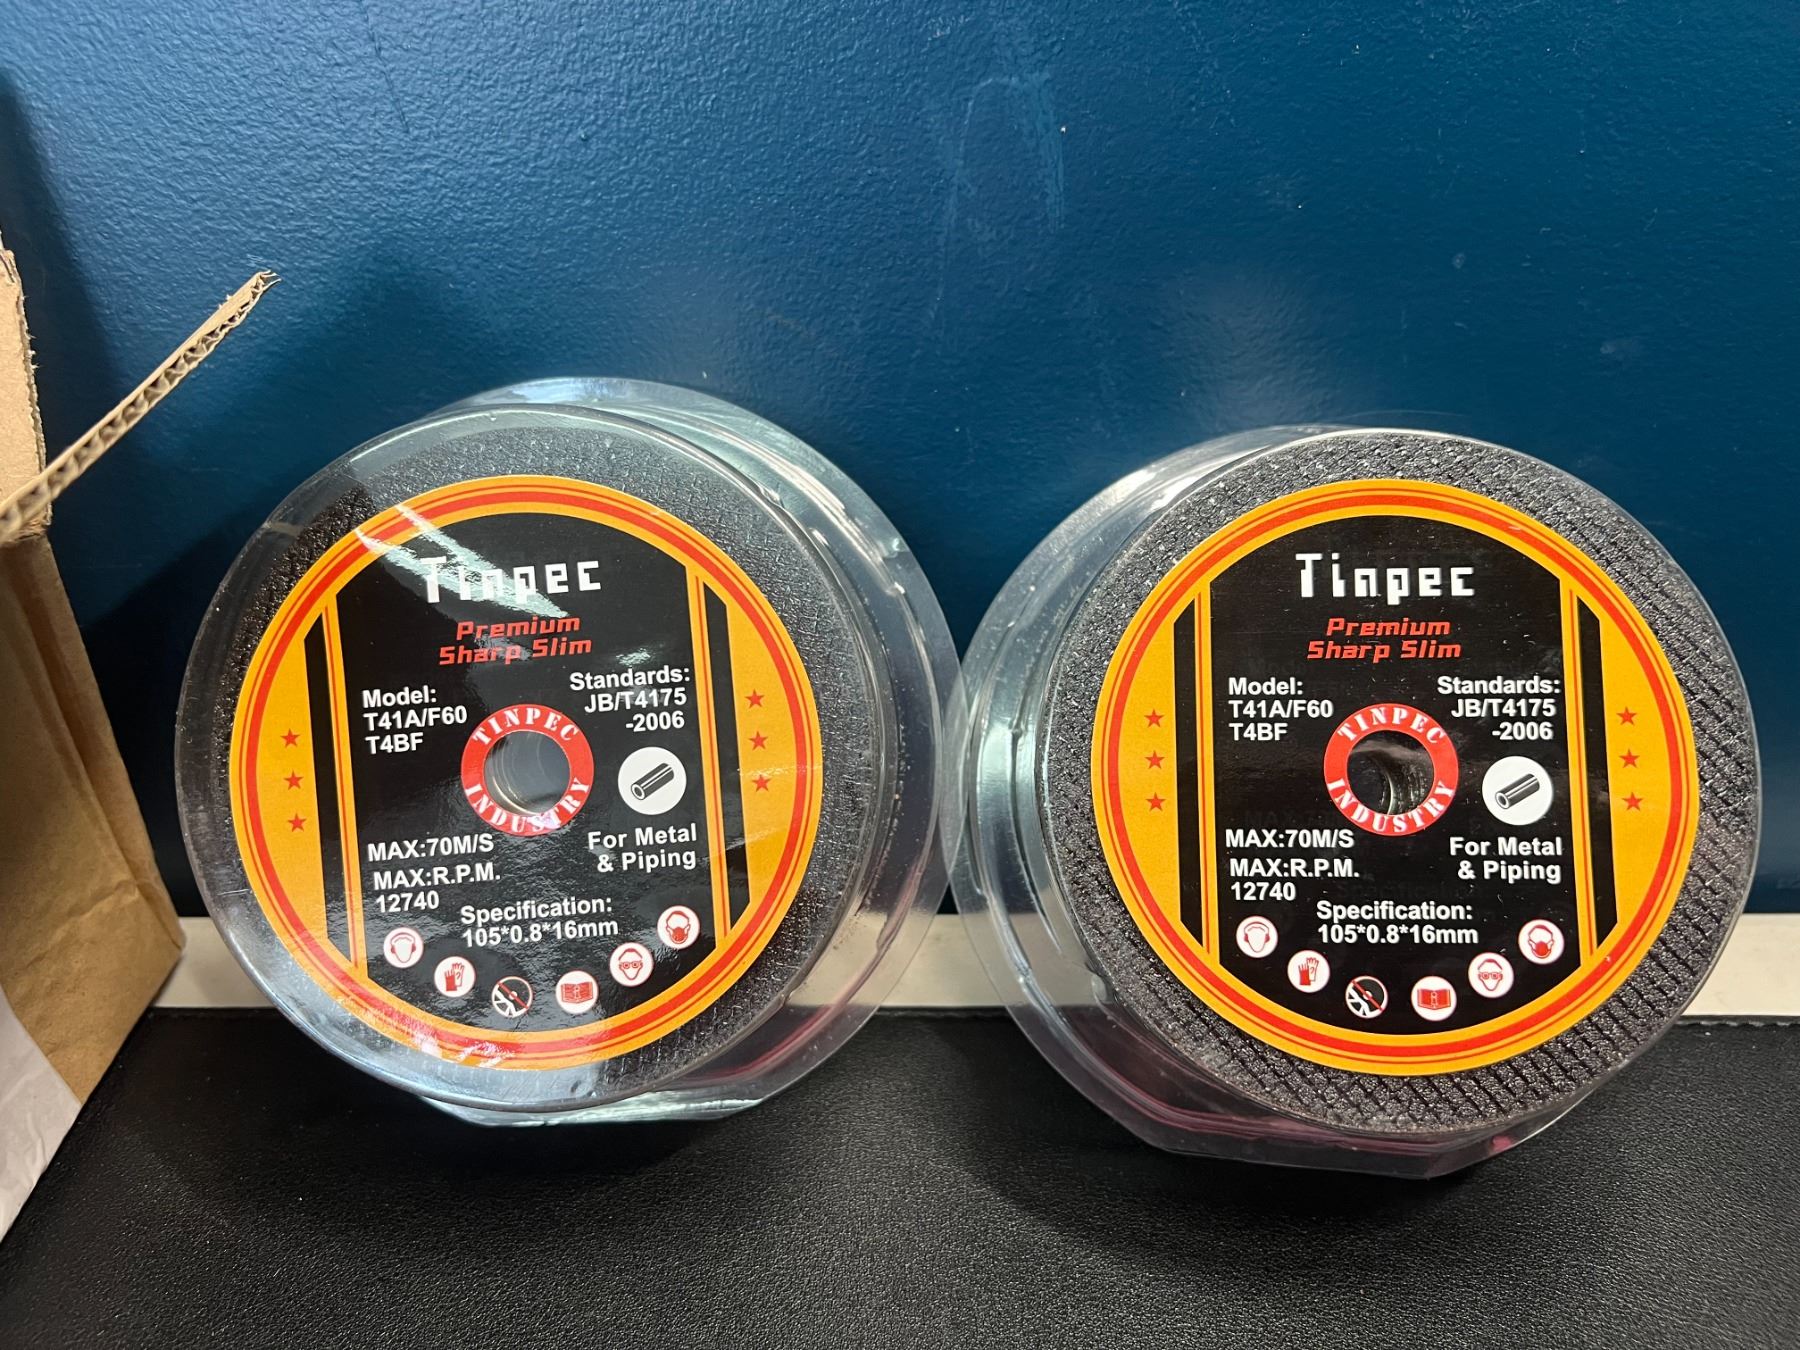 Tinpec
Premium
Sharp Slim
Model:
T41A/F60
T4BF
Standards:
JB/T4175
-2006
TINPEC
INDUSTRY
MAX:70M/S
MAX:R.P.M.
12740
For Metal
& Piping
Specification:
105*0.8*16mm
Tinpec
Premium
Sharp Slim
Model:
T41A/F60
T4BF
Standards:
JB/T4175
-2006
TINPEC
INDUSTRY
MAX:70M/S
MAX:R.P.M.
12740
For Metal
& Piping
Specification:
105*0.8*16mm